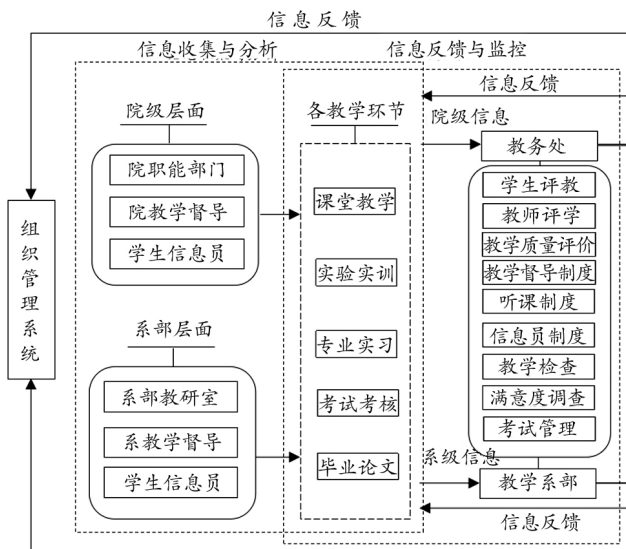 信息反馈
信息收集与分析
信息反馈与监控
信息反馈
院级层面
各教学环节
院级信息
教务处
院职能部门
院教学督导
学生信息员
组织管理系统
课堂教学
实验实训
专业实习
考试考核
毕业论文
学生评教
教师评学
教学质量评价
教学督导制度
听课制度
信息员制度
教学检查
满意度调查
考试管理
系部层面
系部教研室
系教学督导
学生信息员
系级信息
教学系部
信息反馈